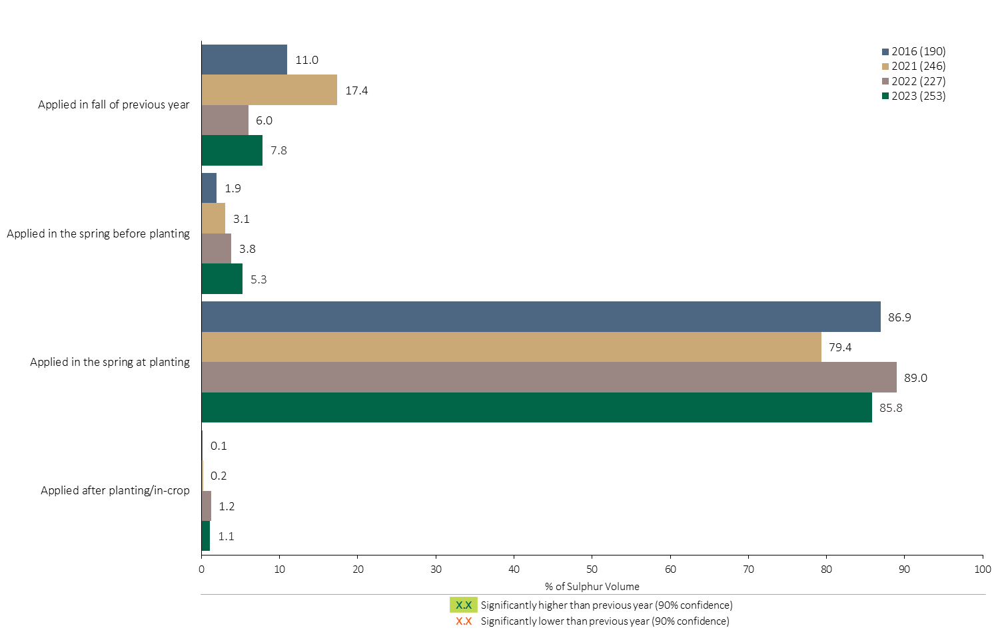 2016 (190)
2021 (246)
2022 (227)
2023 (253)
Applied in fall of previous year
11.0
17.4
6.0
7.8
Applied in the spring before planting
1.9
3.1
3.8
5.3
Applied in the spring at planting
86.9
79.4
89.0
85.8
Applied after planting/in-crop
0.1
0.2
1.2
1.1
0 10 20 30 40 50 60 70 80 90 100
% of Sulphur Volume
X.X Significantly higher than previous year (90% confidence)
X.X Significantly lower than previous year (90% confidence)